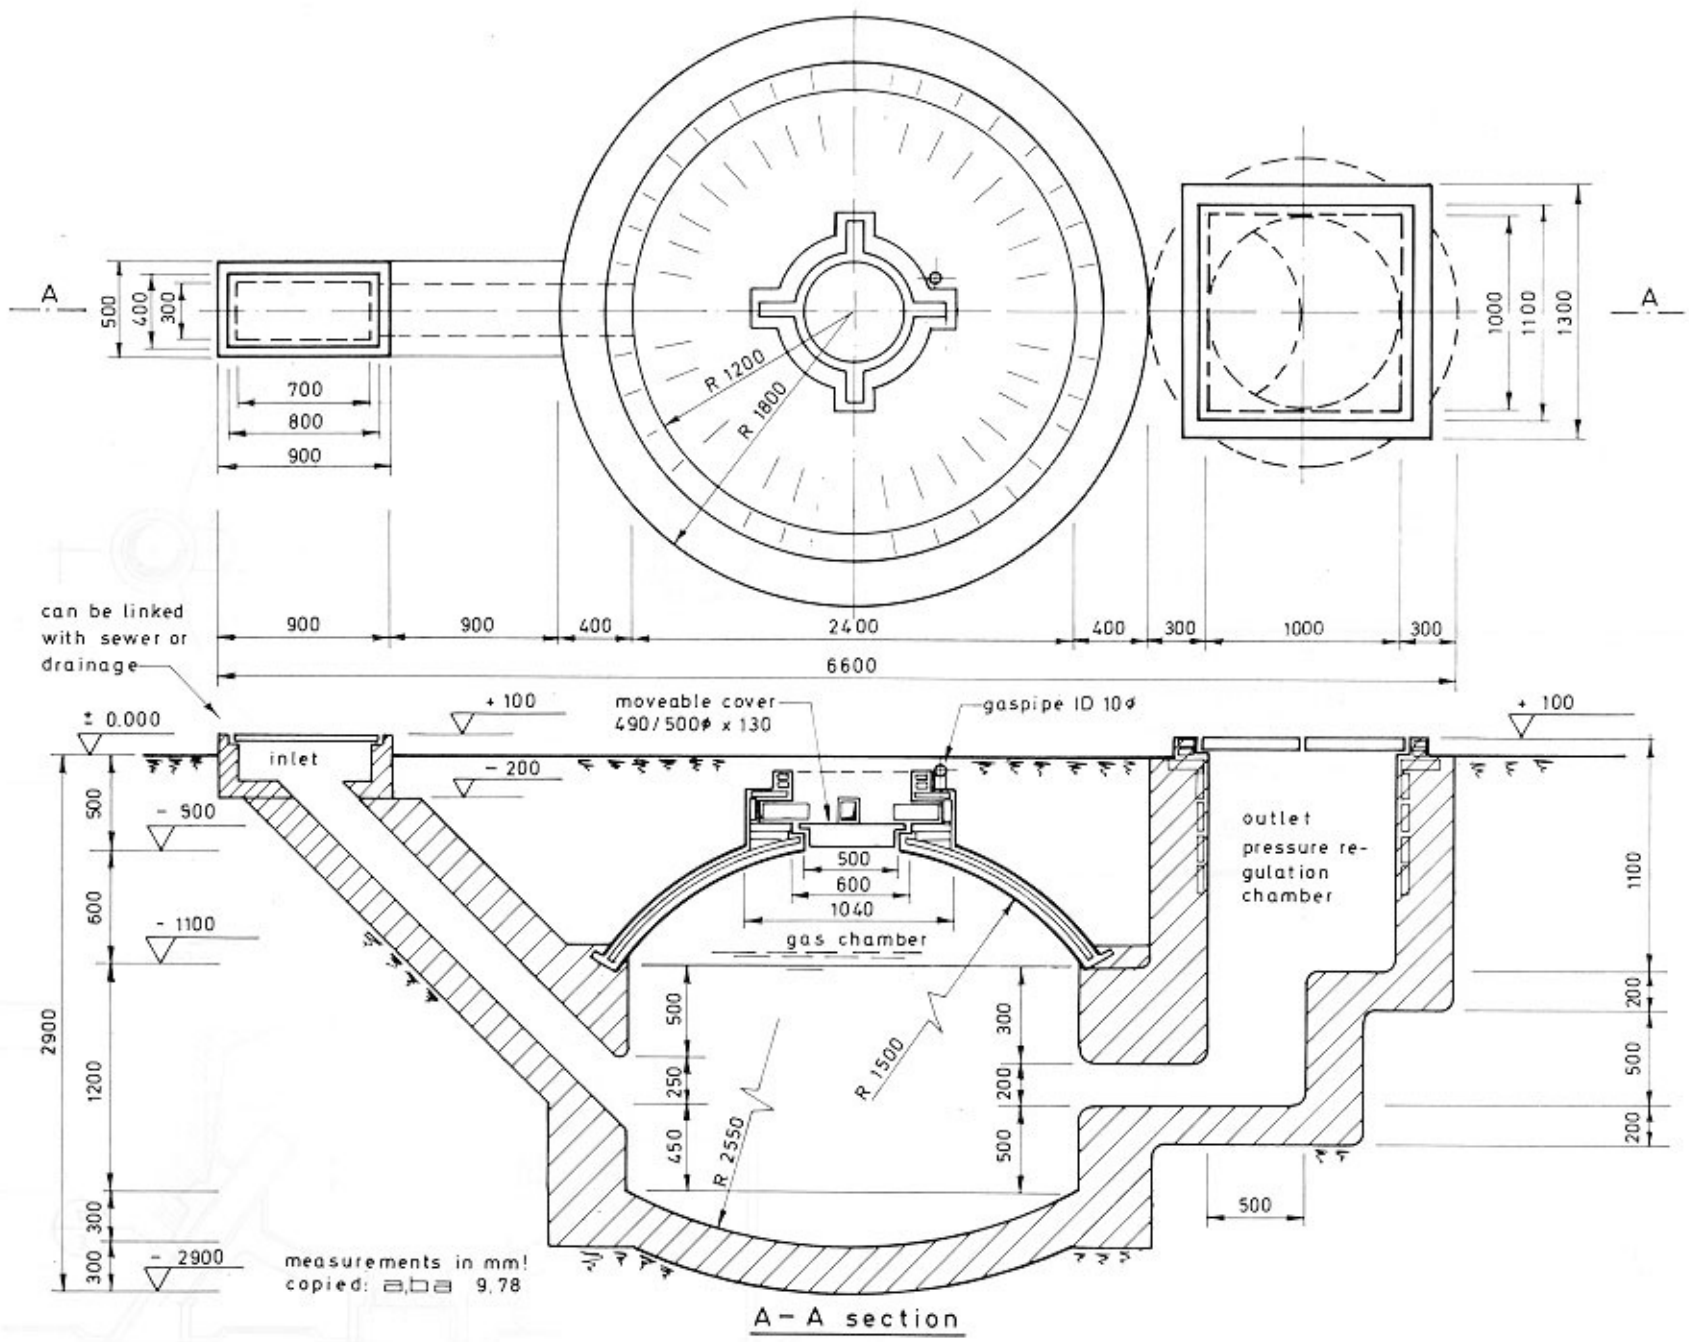 A
500
400
300
700
800
900
R 1200
R 1800
1000
1100
1300
A
can be linked
with sewer or
drainage
900
900
400
2400
400
300
1000
300
6600
± 0.000
+ 100
moveable cover
490/500ϕ x 130
gaspipe ID 10ϕ
+ 100
inlet
- 200
500
- 900
600
- 1100
1200
2900
300
300
- 2900
500
600
1040
gas chamber
outlet
pressure re-
gulation
chamber
500
250
450
R 2550
R 1500
300
200
500
1100
200
500
200
500
measurements in mm!
copied: aba 9.78
A-A section